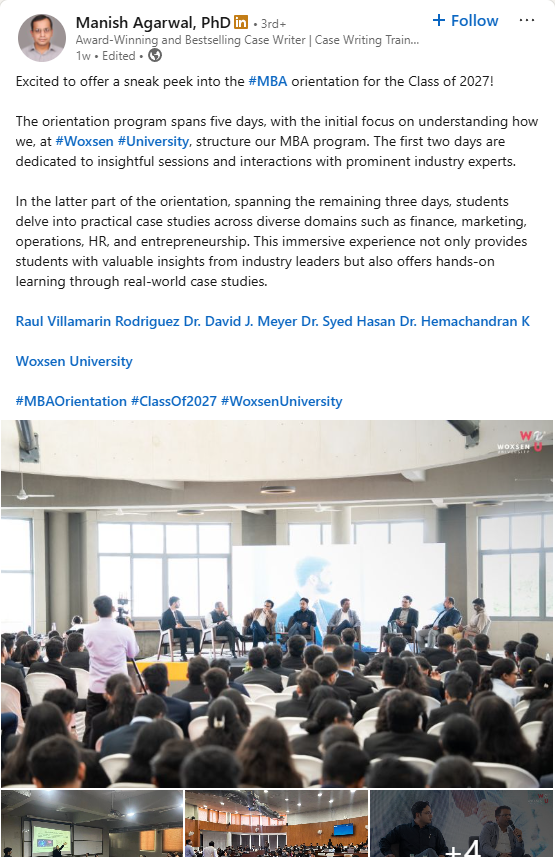 Manish Agarwal, PhD in • 3rd+
+ Follow
Award-Winning and Bestselling Case Writer | Case Writing Train...
1w • Edited •
Excited to offer a sneak peek into the #MBA orientation for the Class of 2027!
The orientation program spans five days, with the initial focus on understanding how
we, at #Woxsen #University, structure our MBA program. The first two days are
dedicated to insightful sessions and interactions with prominent industry experts.
In the latter part of the orientation, spanning the remaining three days, students
delve into practical case studies across diverse domains such as finance, marketing,
operations, HR, and entrepreneurship. This immersive experience not only provides
students with valuable insights from industry leaders but also offers hands-on
learning through real-world case studies.
Raul Villamarin Rodriguez Dr. David J. Meyer Dr. Syed Hasan Dr. Hemachandran K
Woxsen University
#MBAOrientation #ClassOf2027 #WoxsenUniversity
WOXSEN
UNIVERSITY
+4